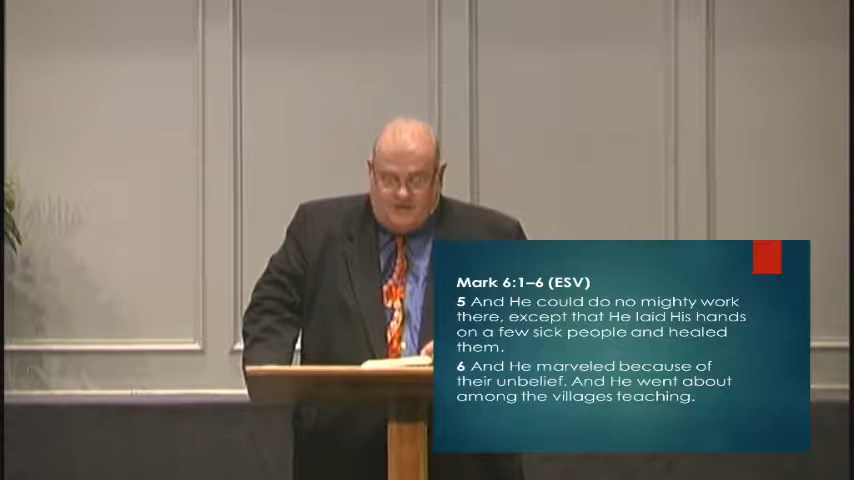 Mark 6:1–6 (ESV)
5 And He could do no mighty work
there, except that He laid His hands
on a few sick people and healed
them.
6 And He marveled because of
their unbelief. And He went about
among the villages teaching.